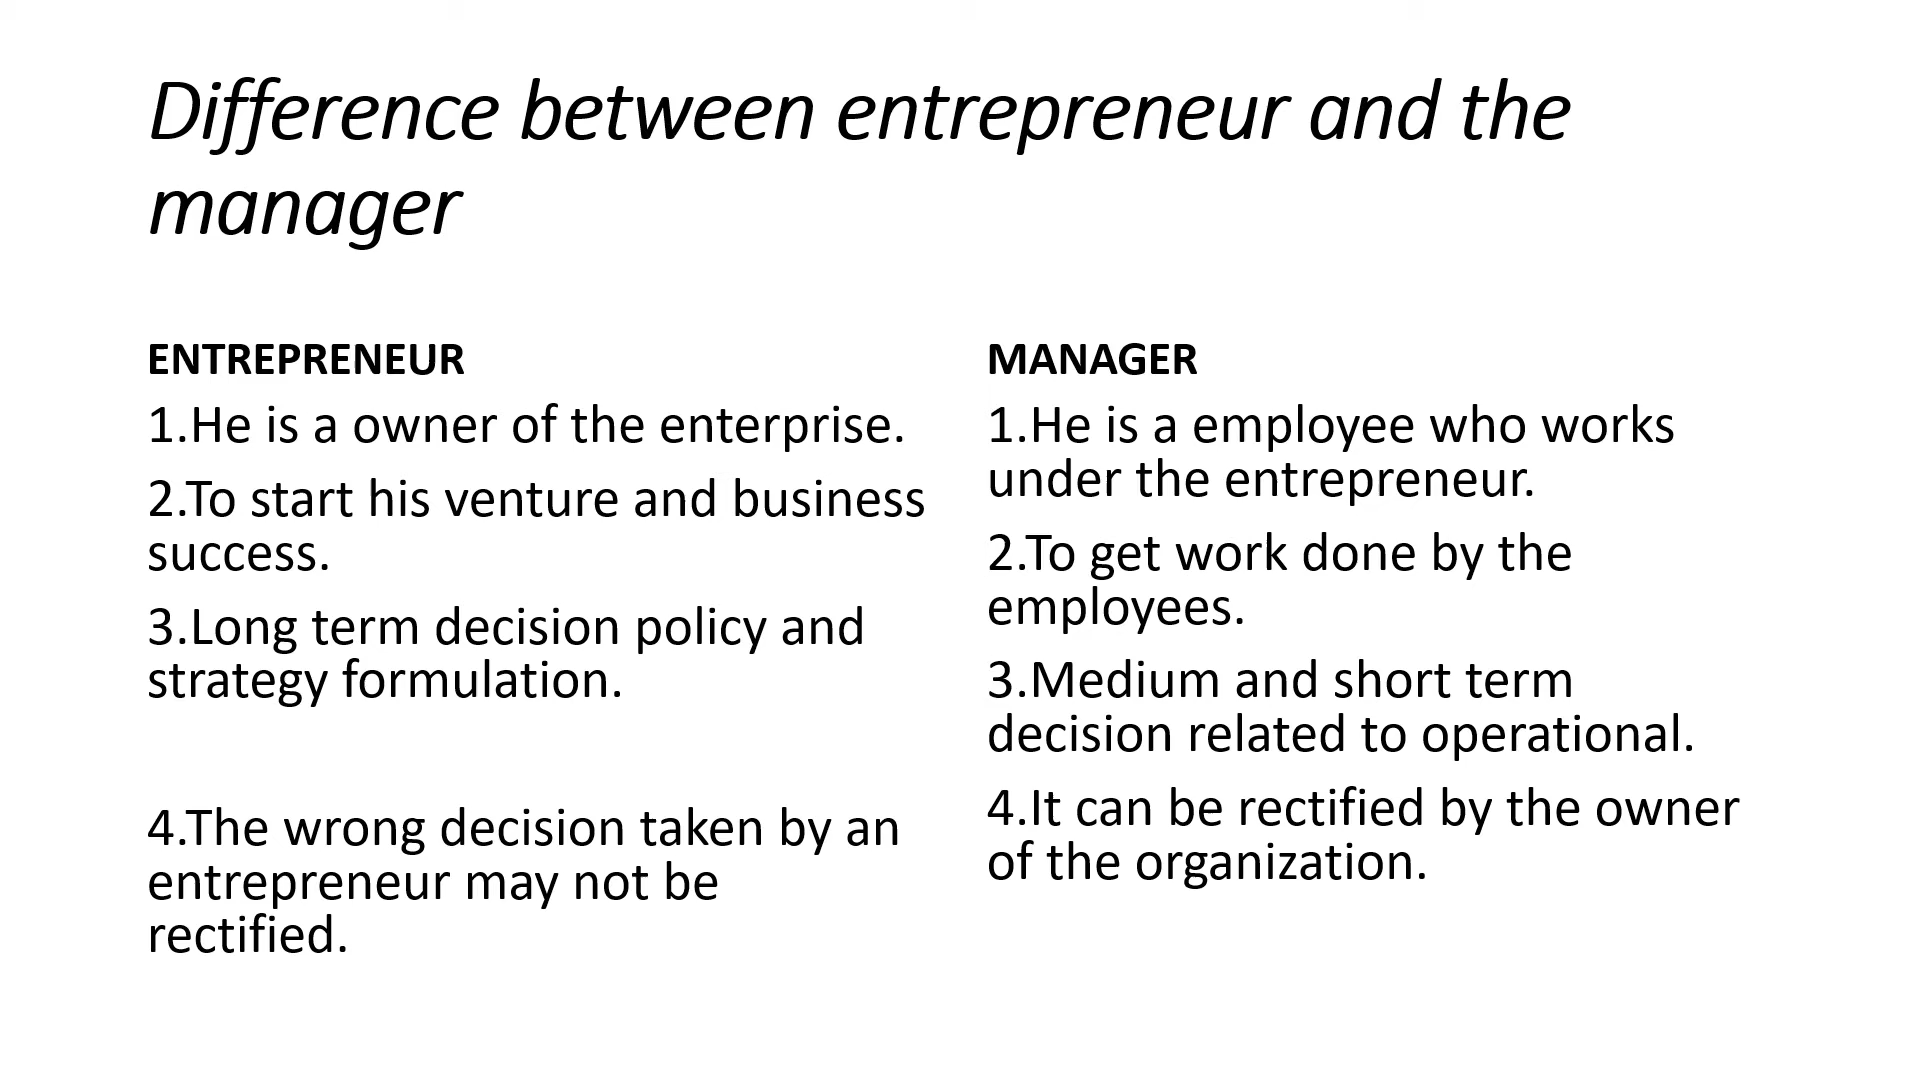 Difference between entrepreneur and the
manager
ENTREPRENEUR
1.He is a owner of the enterprise.
2.To start his venture and business
success.
3.Long term decision policy and
strategy formulation.
4.The wrong decision taken by an
entrepreneur may not be
rectified.
MANAGER
1.He is a employee who works
under the entrepreneur.
2.To get work done by the
employees.
3.Medium and short term
decision related to operational.
4.It can be rectified by the owner
of the organization.